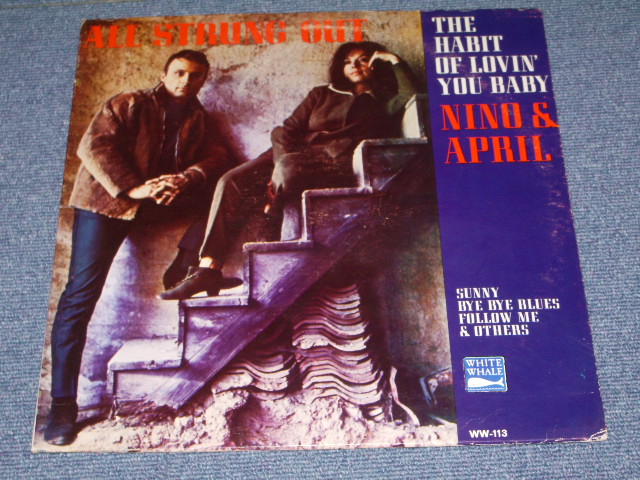 ALL STRUNG OUT
THE
HABIT
OF LOVIN'
YOU BABY
NINO &
APRIL
SUNNY
BYE BYE BLUES
FOLLOW ME
& OTHERS
WHITE
WHALE
WW-113